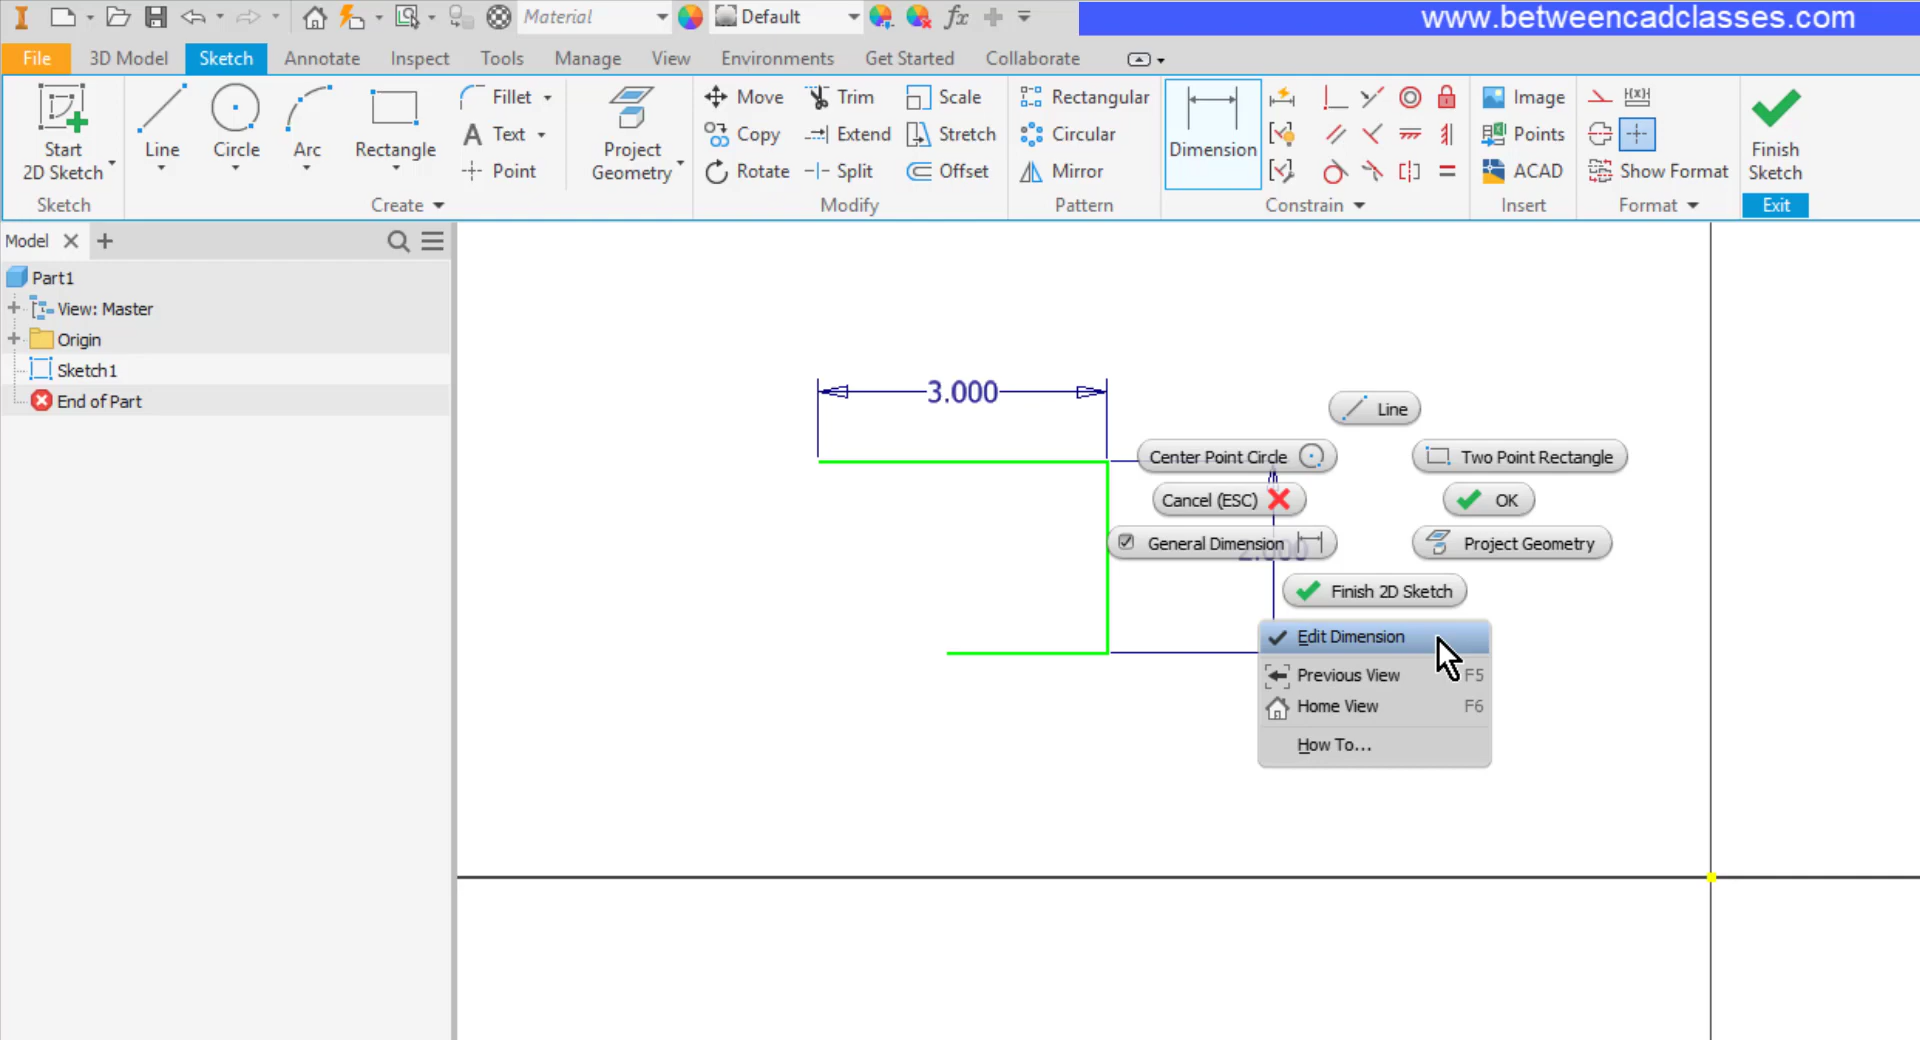 Material
Default
fx
www.betweencadclasses.com
File
3D Model
Sketch
Annotate
Inspect
Tools
Manage
View
Environments
Get Started
Collaborate
Start
2D Sketch
Line
Circle
Arc
Rectangle
Fillet
Text
Point
Project
Geometry
Move
Copy
Rotate
Trim
Extend
Split
Scale
Stretch
Offset
Rectangular
Circular
Mirror
Dimension
Image
Points
ACAD
Show Format
Finish
Sketch
Sketch
Create
Modify
Pattern
Constrain
Insert
Format
Exit
Model
Part1
View: Master
Origin
Sketch1
End of Part
3.000
Line
Center Point Circle
Two Point Rectangle
Cancel (ESC)
OK
General Dimension
2.000
Project Geometry
Finish 2D Sketch
Edit Dimension
Previous View F5
Home View F6
How To...